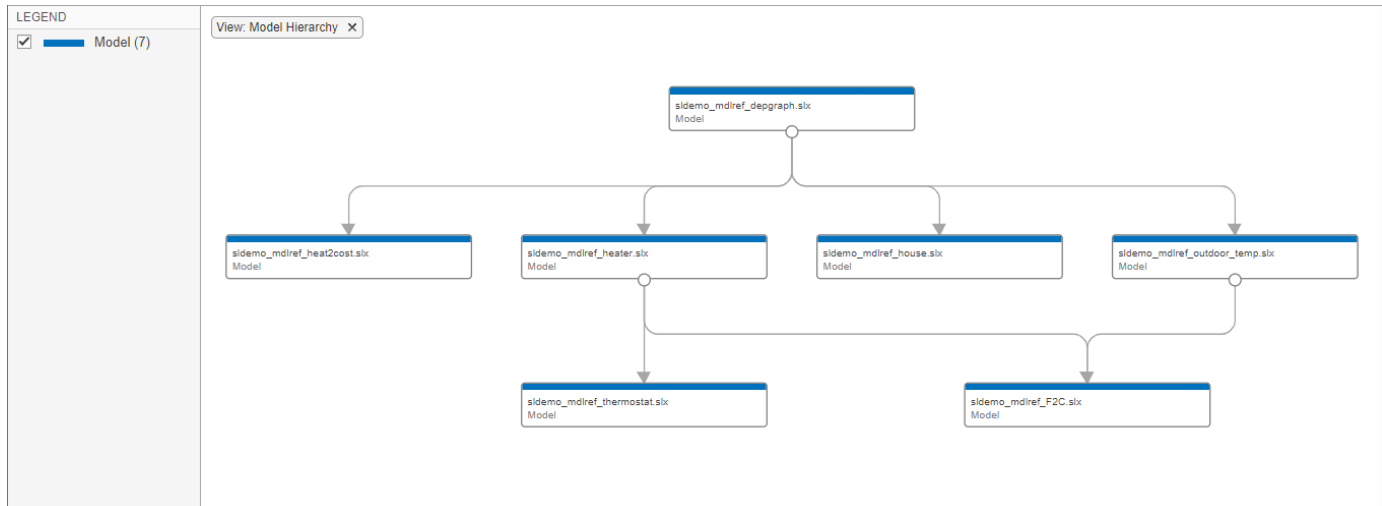 LEGEND
Model (7)
View: Model Hierarchy X
sldemo_mdlref_depgraph.slx
Model
sldemo_mdlref_heat2cost.slx
Model
sldemo_mdlref_heater.slx
Model
sldemo_mdlref_house.slx
Model
sldemo_mdlref_outdoor_temp.slx
Model
sldemo_mdlref_thermostat.slx
Model
sldemo_mdlref_F2C.slx
Model